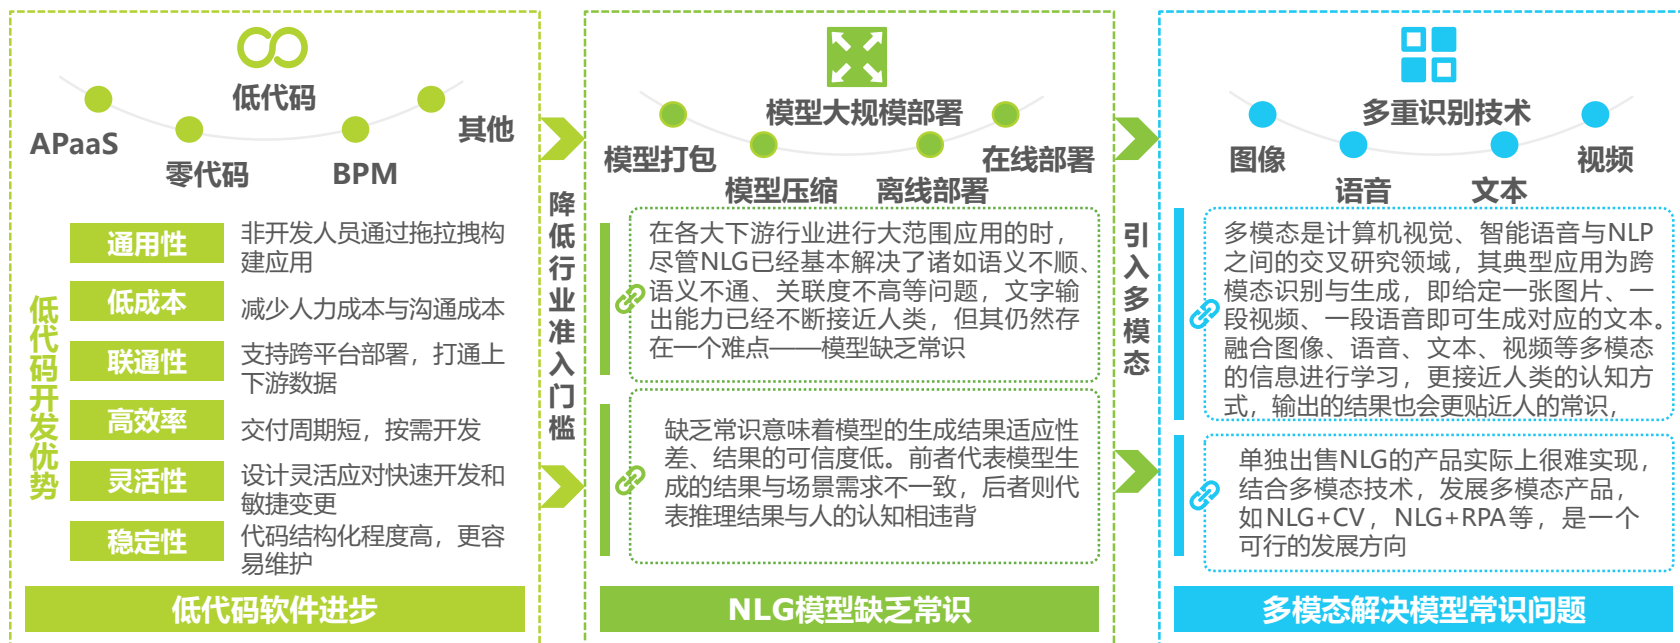 低代码
APaaS
零代码
BPM
其他
低代码开发优势
通用性
非开发人员通过拖拉拽构
建应用
低成本
减少人力成本与沟通成本
联通性
支持跨平台部署，打通上
下游数据
高效率
交付周期短，按需开发
灵活性
设计灵活应对快速开发和
敏捷变更
稳定性
代码结构化程度高，更容
易维护
低代码软件进步
降低行业准入门槛
模型大规模部署
模型打包
模型压缩
离线部署
在线部署
在各大下游行业进行大范围应用的时，
尽管NLG已经基本解决了诸如语义不顺、
语义不通、关联度不高等问题，文字输
出能力已经不断接近人类，但其仍然存
在一个难点——模型缺乏常识
缺乏常识意味着模型的生成结果适应性
差、结果的可信度低。前者代表模型生
成的结果与场景需求不一致，后者则代
表推理结果与人的认知相违背
NLG模型缺乏常识
引入多模态
多重识别技术
图像
语音
文本
视频
多模态是计算机视觉、智能语音与NLP
之间的交叉研究领域，其典型应用为跨
模态识别与生成，即给定一张图片、一
段视频、一段语音即可生成对应的文本。
融合图像、语音、文本、视频等多模态
的信息进行学习，更接近人类的认知方
式，输出的结果也会更贴近人的常识，
单独出售NLG的产品实际上很难实现，
结合多模态技术，发展多模态产品，
如NLG+CV，NLG+RPA等，是一个
可行的发展方向
多模态解决模型常识问题